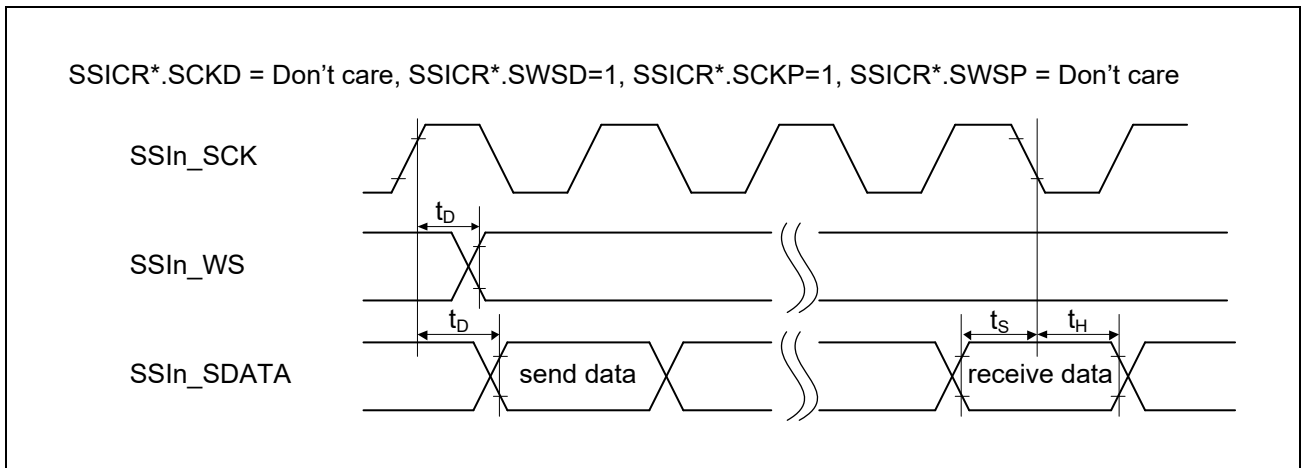 SSICR*.SCKD = Don’t care, SSICR*.SWSD=1, SSICR*.SCKP=1, SSICR*.SWSP = Don’t care
SSIn_SCK
tD
SSIn_WS
tD
tS
tH
SSIn_SDATA
send data
receive data